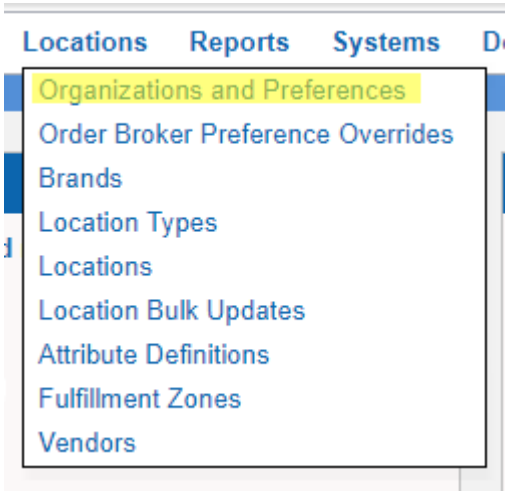 Locations Reports Systems
Organizations and Preferences
Order Broker Preference Overrides
Brands
Location Types
Locations
Location Bulk Updates
Attribute Definitions
Fulfillment Zones
Vendors